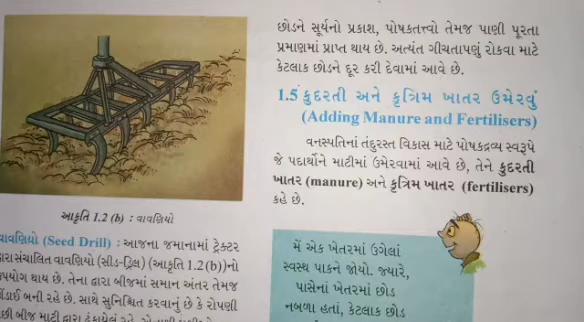 આકૃતિ 1.2 (b) : વાવણિયો
વાવણિયો (Seed Drill) : આજના જમાનામાં ટ્રેક્ટર
દ્વારા સંચાલિત વાવણિયો (સીડ-ડ્રિલ) (આકૃતિ 1.2 (b))નો
ઉપયોગ થાય છે. તેના દ્વારા બીજમાં સમાન અંતર તેમજ
ઊંડાઈ બની રહે છે. સાથે સુનિશ્ચિત કરવાનું છે કે રોપણી
પછી બીજ માટી દ્વારા ઢંકાયેલું રહે.
છોડને સૂર્યનો પ્રકાશ, પોષકતત્ત્વો તેમજ પાણી પૂરતા
પ્રમાણમાં પ્રાપ્ત થાય છે. અત્યંત ગીચતાપણું રોકવા માટે
કેટલાક છોડને દૂર કરી દેવામાં આવે છે.
1.5 કુદરતી અને કૃત્રિમ ખાતર ઉમેરવું
(Adding Manure and Fertilisers)
વનસ્પતિનાં તંદુરસ્ત વિકાસ માટે પોષકદ્રવ્ય સ્વરૂપે
જે પદાર્થોને માટીમાં ઉમેરવામાં આવે છે, તેને કુદરતી
ખાતર (manure) અને કૃત્રિમ ખાતર (fertilisers)
કહે છે.
મેં એક ખેતરમાં ઉગેલાં
સ્વસ્થ પાકને જોયો. જ્યારે,
પાસેનાં ખેતરમાં છોડ
નબળા હતાં, કેટલાક છોડ